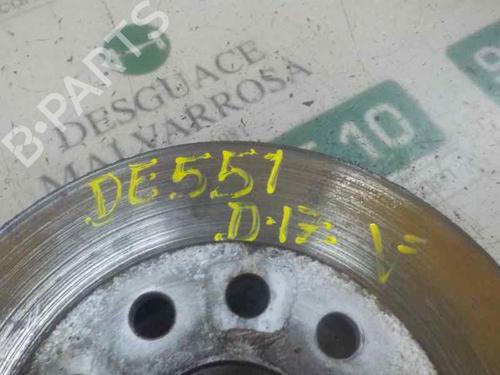 B-PARTS
DESGUACE
MALVARROSA
10
DE551
D-17